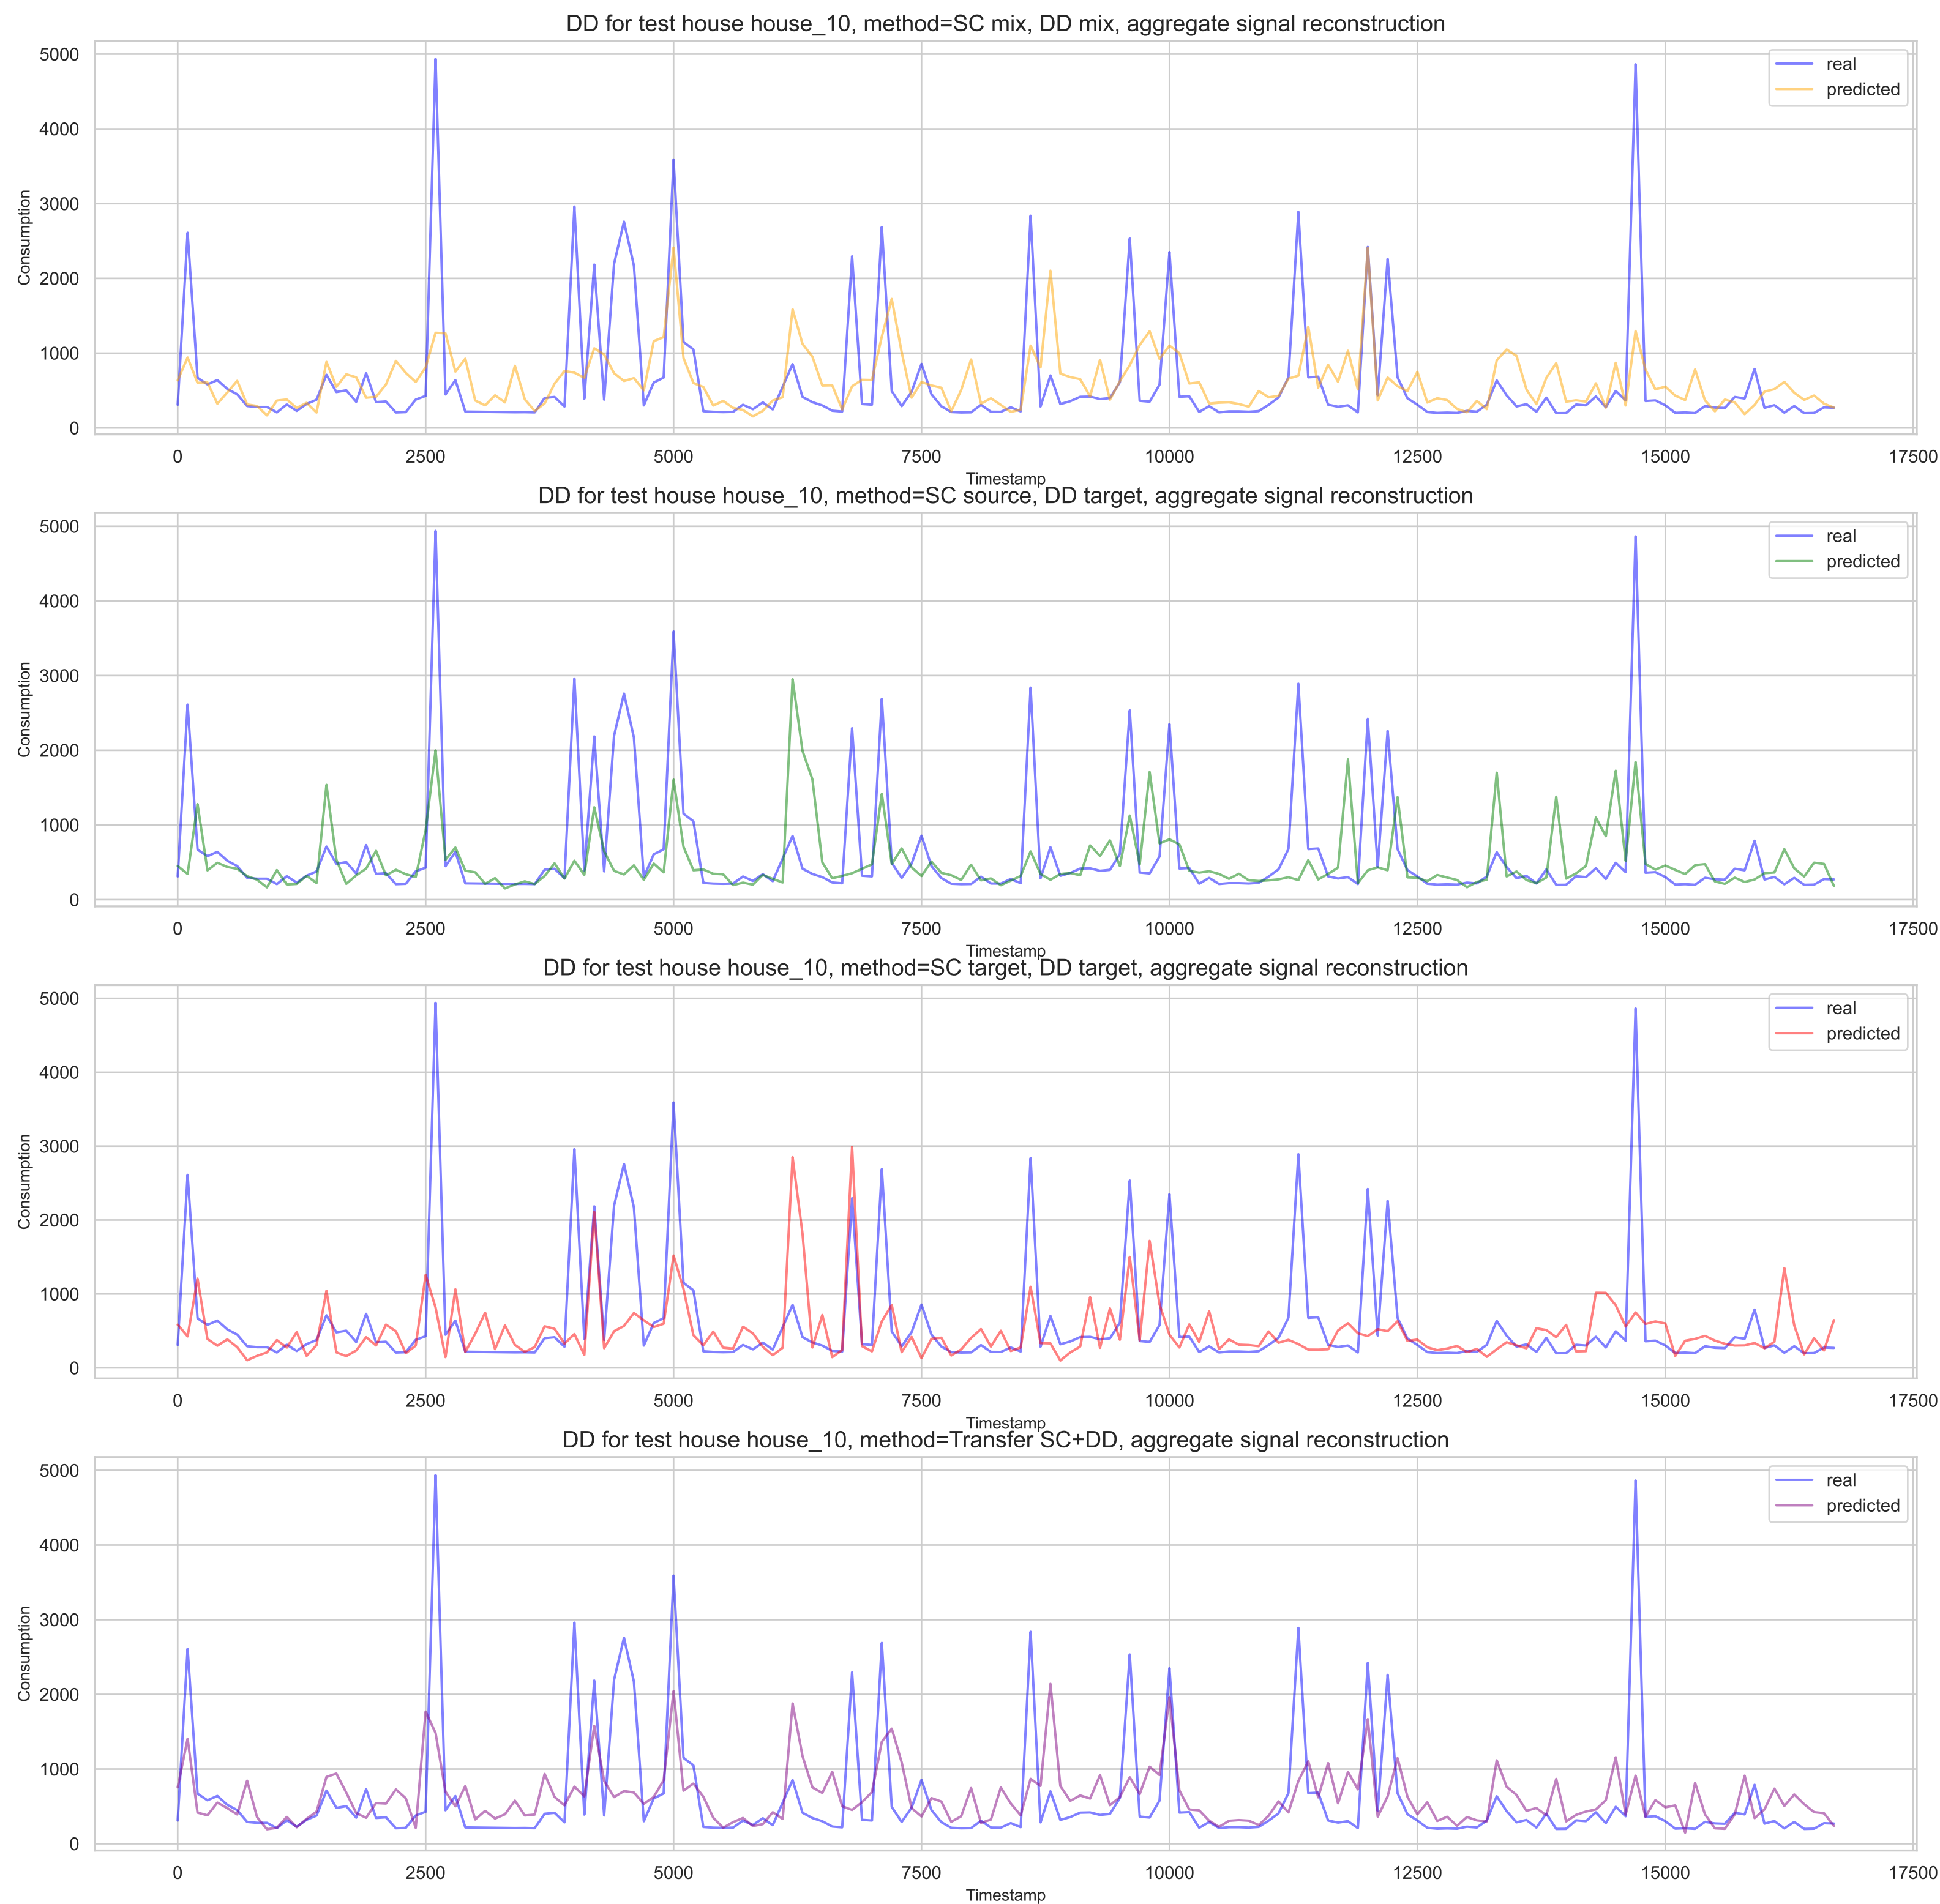 DD for test house house_10, method=SC mix, DD mix, aggregate signal reconstruction
5000
4000
3000
2000
1000
0
Consumption
real
predicted
0 2500 5000 7500 10000 12500 15000 17500
Timestamp
DD for test house house_10, method=SC source, DD target, aggregate signal reconstruction
5000
4000
3000
2000
1000
0
Consumption
real
predicted
0 2500 5000 7500 10000 12500 15000 17500
Timestamp
DD for test house house_10, method=SC target, DD target, aggregate signal reconstruction
5000
4000
3000
2000
1000
0
Consumption
real
predicted
0 2500 5000 7500 10000 12500 15000 17500
Timestamp
DD for test house house_10, method=Transfer SC+DD, aggregate signal reconstruction
5000
4000
3000
2000
1000
0
Consumption
real
predicted
0 2500 5000 7500 10000 12500 15000 17500
Timestamp